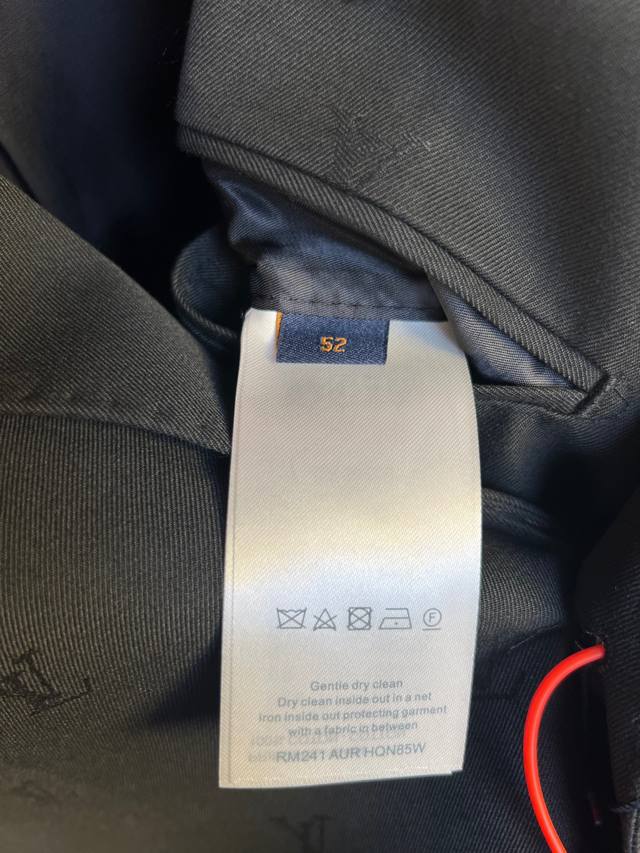 52
F
Gentle dry clean
Dry clean inside out in a net
iron inside out protecting garment
with a fabric in between
RM241 AUR HQN85W